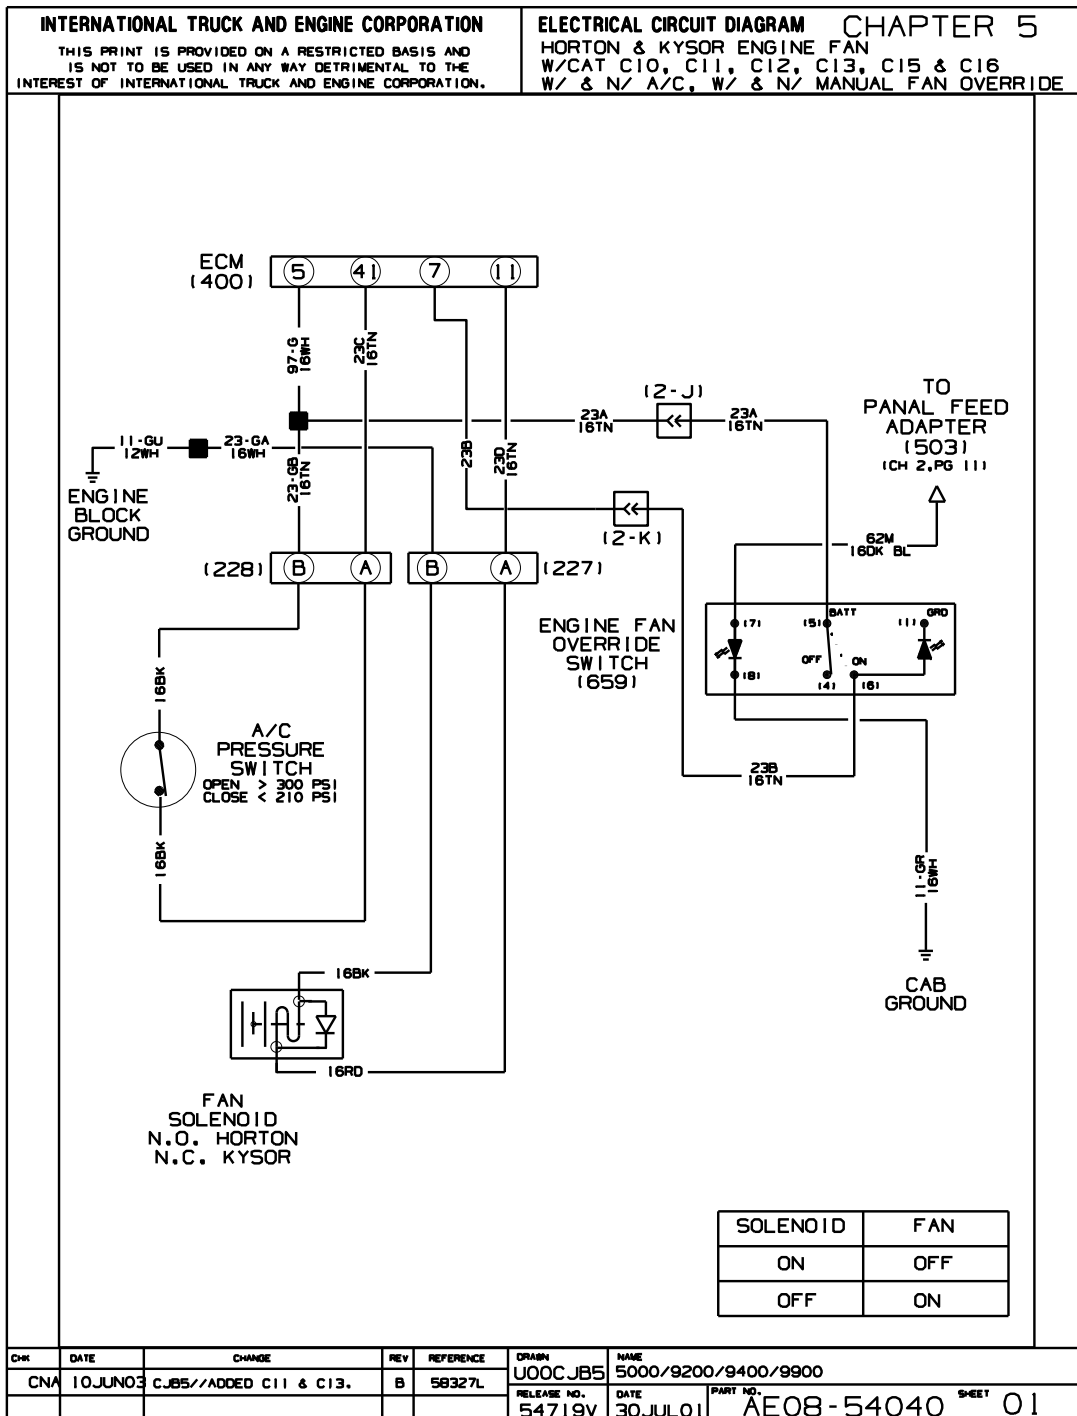 INTERNATIONAL TRUCK AND ENGINE CORPORATION
THIS PRINT IS PROVIDED ON A RESTRICTED BASIS AND
IS NOT TO BE USED IN ANY WAY DETRIMENTAL TO THE
INTEREST OF INTERNATIONAL TRUCK AND ENGINE CORPORATION.
ELECTRICAL CIRCUIT DIAGRAM CHAPTER 5
HORTON & KYSOR ENGINE FAN
W/CAT C10, C11, C12, C13, C15 & C16
W/ & N/ A/C, W/ & N/ MANUAL FAN OVERRIDE
ECM
(400)
5 41 7 11
97-G
16WH
23C
16TN
(2-J)
23A
16TN
23A
16TN
TO
PANAL FEED
ADAPTER
(503)
(CH 2,PG 11)
11-GU
12WH
23-GA
16WH
23-GB
16TN
23B
23D
16TN
ENGINE
BLOCK
GROUND
(2-K)
62M
16DK BL
(228) B A B A (227)
ENGINE FAN
OVERRIDE
SWITCH
(659)
BATT
GRD
(7)
(5)
(1)
OFF
ON
(8)
(4)
(6)
16BK
A/C
PRESSURE
SWITCH
OPEN > 300 PSI
CLOSE < 210 PSI
23B
16TN
16BK
11-GR
16WH
16BK
CAB
GROUND
16RD
FAN
SOLENOID
N.O. HORTON
N.C. KYSOR
SOLENOID FAN
ON OFF
OFF ON
CHK DATE CHANGE REV REFERENCE
CNA 10JUN03 CJB5//ADDED C11 & C13. B 58327L
DRAWN
U00CJB5
NAME
5000/9200/9400/9900
RELEASE NO.
54719V
DATE
30JUL01
PART NO.
AE08-54040
SHEET 01